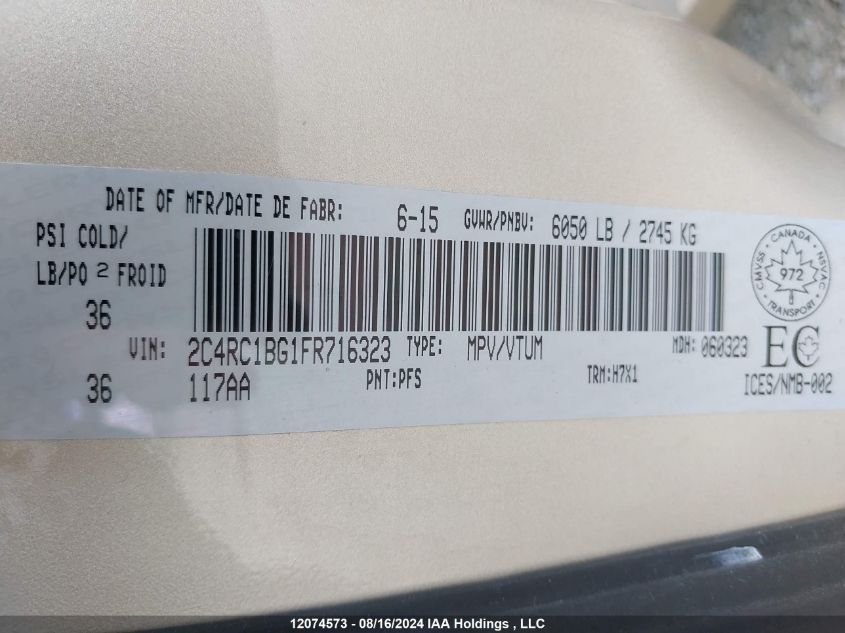 DATE OF MFR/DATE DE FABR: 6-15 GVWR/PNBV: 6050 LB / 2745 KG
PSI COLD/
LB/PO 2 FROID
36
VIN: 2C4RC1BG1FR716323 TYPE: MPV/VTUM MDH: 060323
36 117AA PNT:PFS TRM:H7X1
CANADA
CMVSS NSVAC
972
TRANSPORT
EC
ICES/NMB-002
12074573 - 08/16/2024 IAA Holdings , LLC